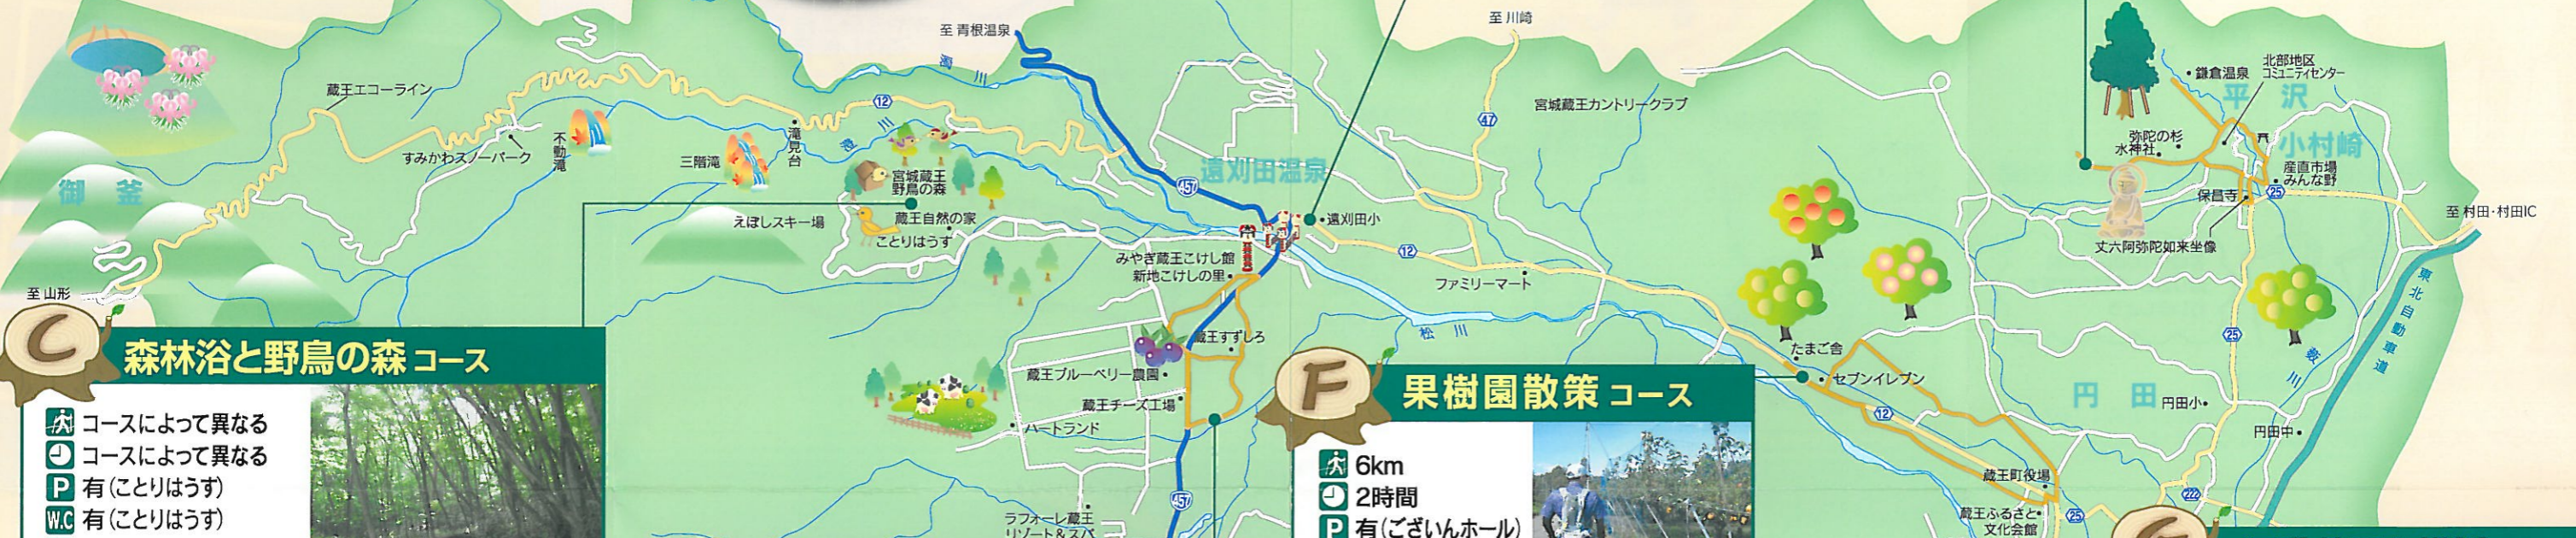 至 青根温泉
濁川
至 川崎
蔵王エコーライン
12
澄川
宮城蔵王カントリークラブ
47
北部地区
コミュニティセンター
鎌倉温泉
平沢
すみかわスノーパーク
不動滝
三階滝
滝見台
宮城蔵王
野鳥の森
遠刈田温泉
457
弥陀の杉
水神社
小村崎
産直市場
みんな野
保昌寺
25
御釜
えぼしスキー場
蔵王自然の家
ことりはうす
遠刈田小
至 村田・村田IC
丈六阿弥陀如来坐像
みやぎ蔵王こけし館
新地こけしの里
12
ファミリーマート
東北自動車道
至 山形
松川
蔵王すずしろ
たまご舎
25
藪川
C
森林浴と野鳥の森コース
コースによって異なる
コースによって異なる
P 有(ことりはうす)
W.C 有(ことりはうす)
蔵王ブルーベリー農園
蔵王チーズ工場
ハートランド
457
ラフォーレ蔵王
リゾート&スパ
F
果樹園散策コース
6km
2時間
P 有(ございんホール)
セブンイレブン
12
円田
円田小
円田中
蔵王町役場
222
蔵王ふるさと
文化会館
25